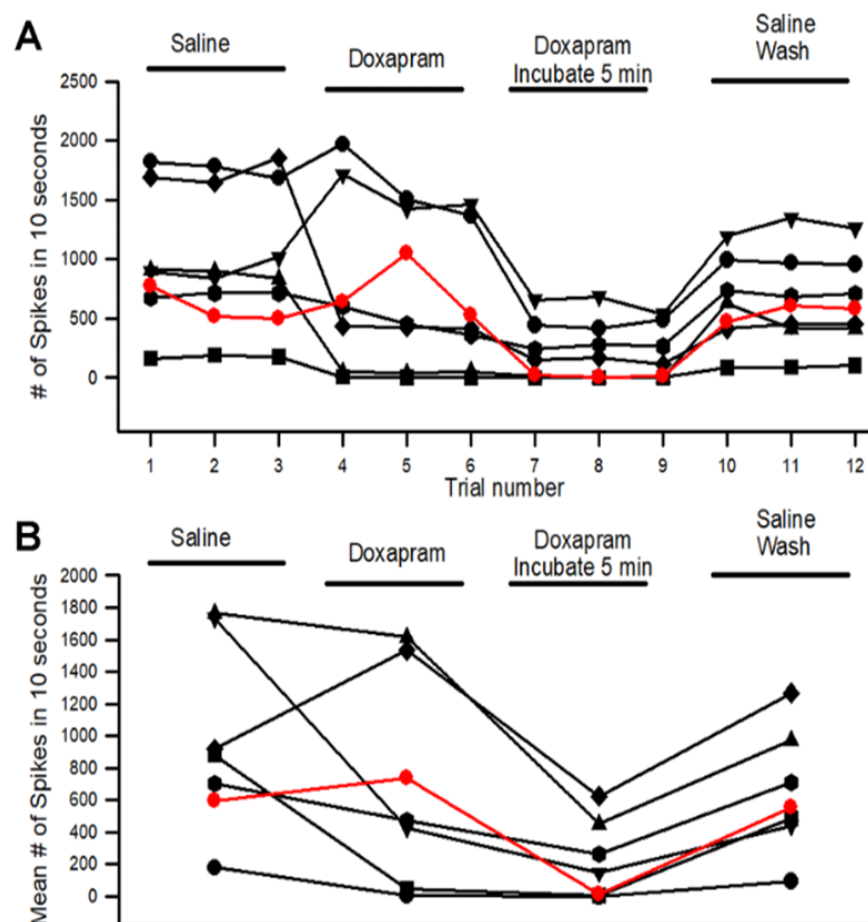 A
Saline
Doxapram
Doxapram
Incubate 5 min
Saline
Wash
# of Spikes in 10 seconds
2500
2000
1500
1000
500
0
1 2 3 4 5 6 7 8 9 10 11 12
Trial number
B
Saline
Doxapram
Doxapram
Incubate 5 min
Saline
Wash
Mean # of Spikes in 10 seconds
2000
1800
1600
1400
1200
1000
800
600
400
200
0